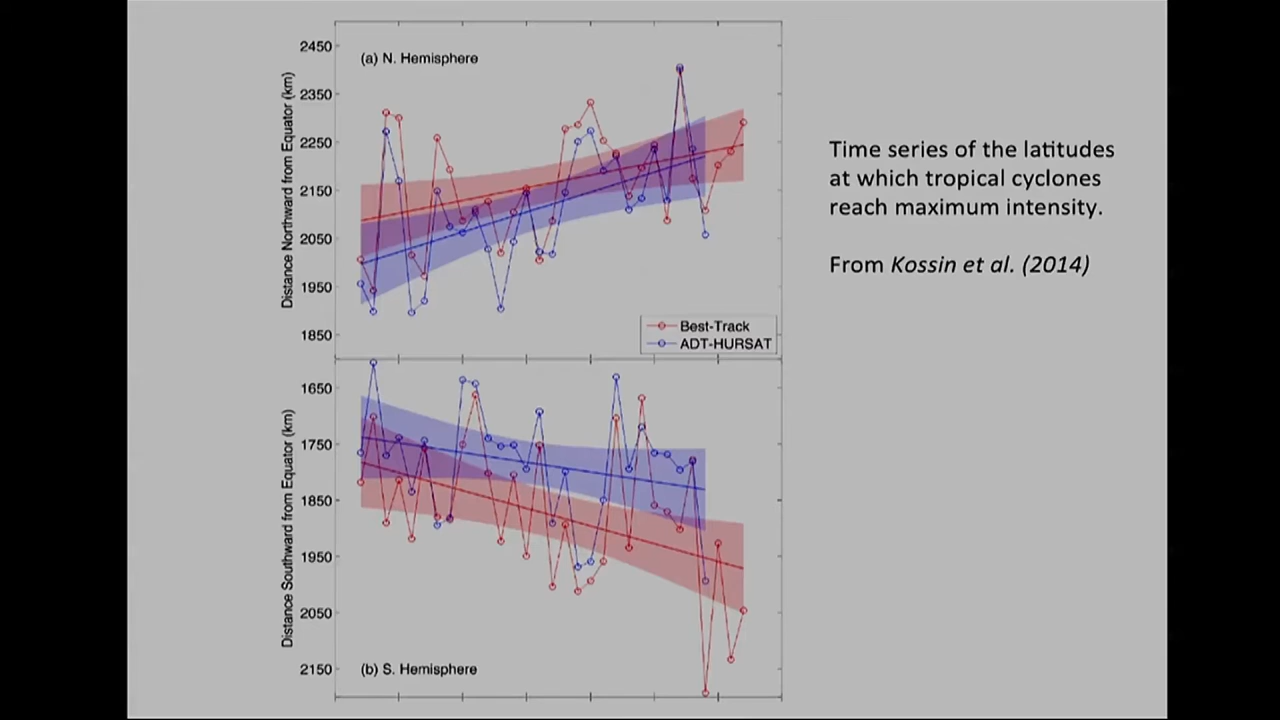 2450
(a) N. Hemisphere
2350
2250
2150
2050
1950
1850
Distance Northward from Equator (km)
Best-Track
ADT-HURSAT
1650
1750
1850
1950
2050
2150
Distance Southward from Equator (km)
(b) S. Hemisphere
Time series of the latitudes
at which tropical cyclones
reach maximum intensity.
From Kossin et al. (2014)